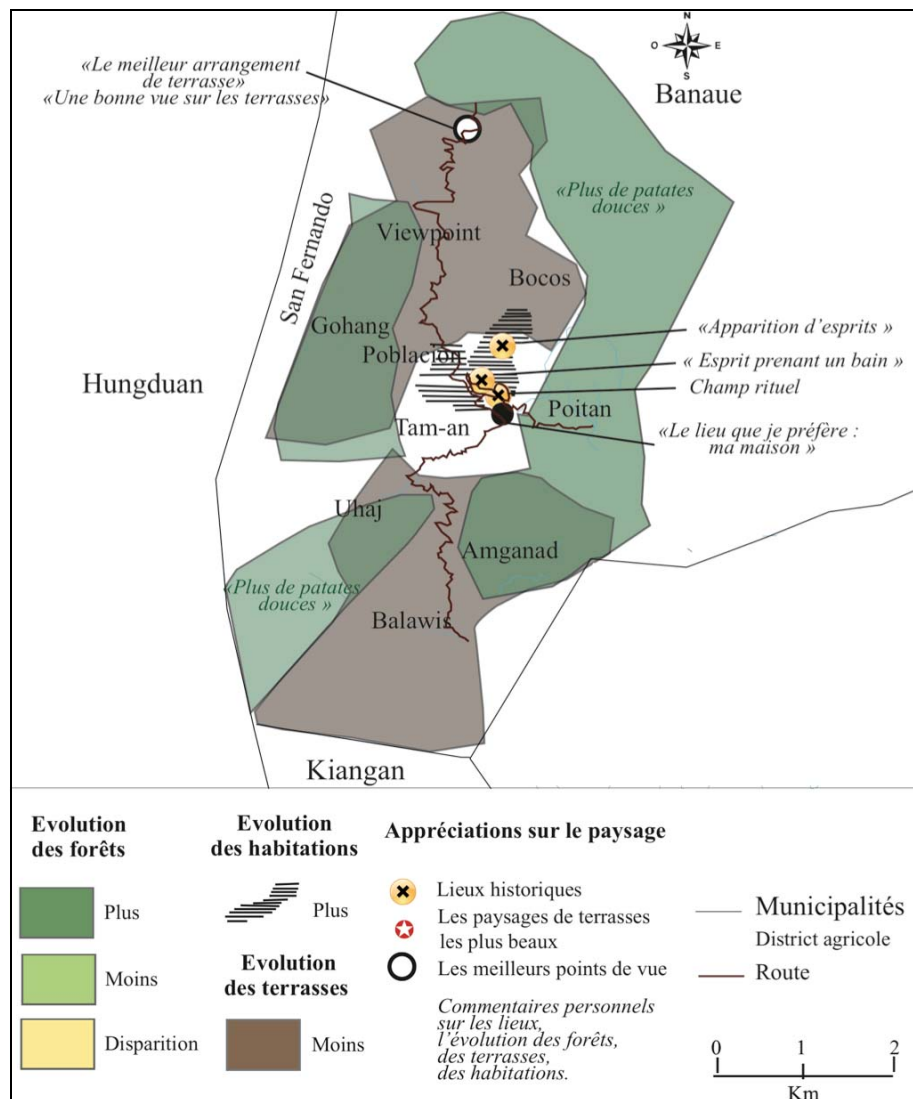 N
O
E
S
Banaue
«Le meilleur arrangement
de terrasse»
«Une bonne vue sur les terrasses»
«Plus de patates
douces »
San Fernando
Viewpoint
Bocos
Gohang
Poblacion
«Apparition d’esprits »
« Esprit prenant un bain »
Champ rituel
Hungduan
Poitan
Tam-an
«Le lieu que je préfère :
ma maison »
Uhaj
Amganad
«Plus de patates
douces »
Balawis
Kiangan
Evolution
des forêts
Plus
Moins
Disparition
Evolution
des habitations
Plus
Evolution
des terrasses
Moins
Appréciations sur le paysage
Lieux historiques
Les paysages de terrasses
les plus beaux
Les meilleurs points de vue
Commentaires personnels
sur les lieux,
l’évolution des forêts,
des terrasses,
des habitations.
Municipalités
District agricole
Route
0 1 2
Km